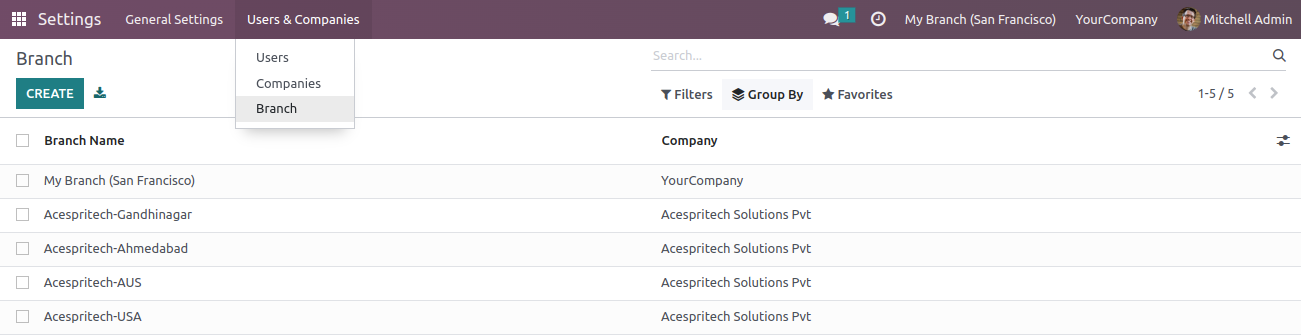 Settings General Settings Users & Companies 1 My Branch (San Francisco) YourCompany Mitchell Admin
Branch
Users
Companies
Branch
Search...
CREATE
Filters Group By Favorites 1-5 / 5
Branch Name Company
My Branch (San Francisco) YourCompany
Acespritech-Gandhinagar Acespritech Solutions Pvt
Acespritech-Ahmedabad Acespritech Solutions Pvt
Acespritech-AUS Acespritech Solutions Pvt
Acespritech-USA Acespritech Solutions Pvt